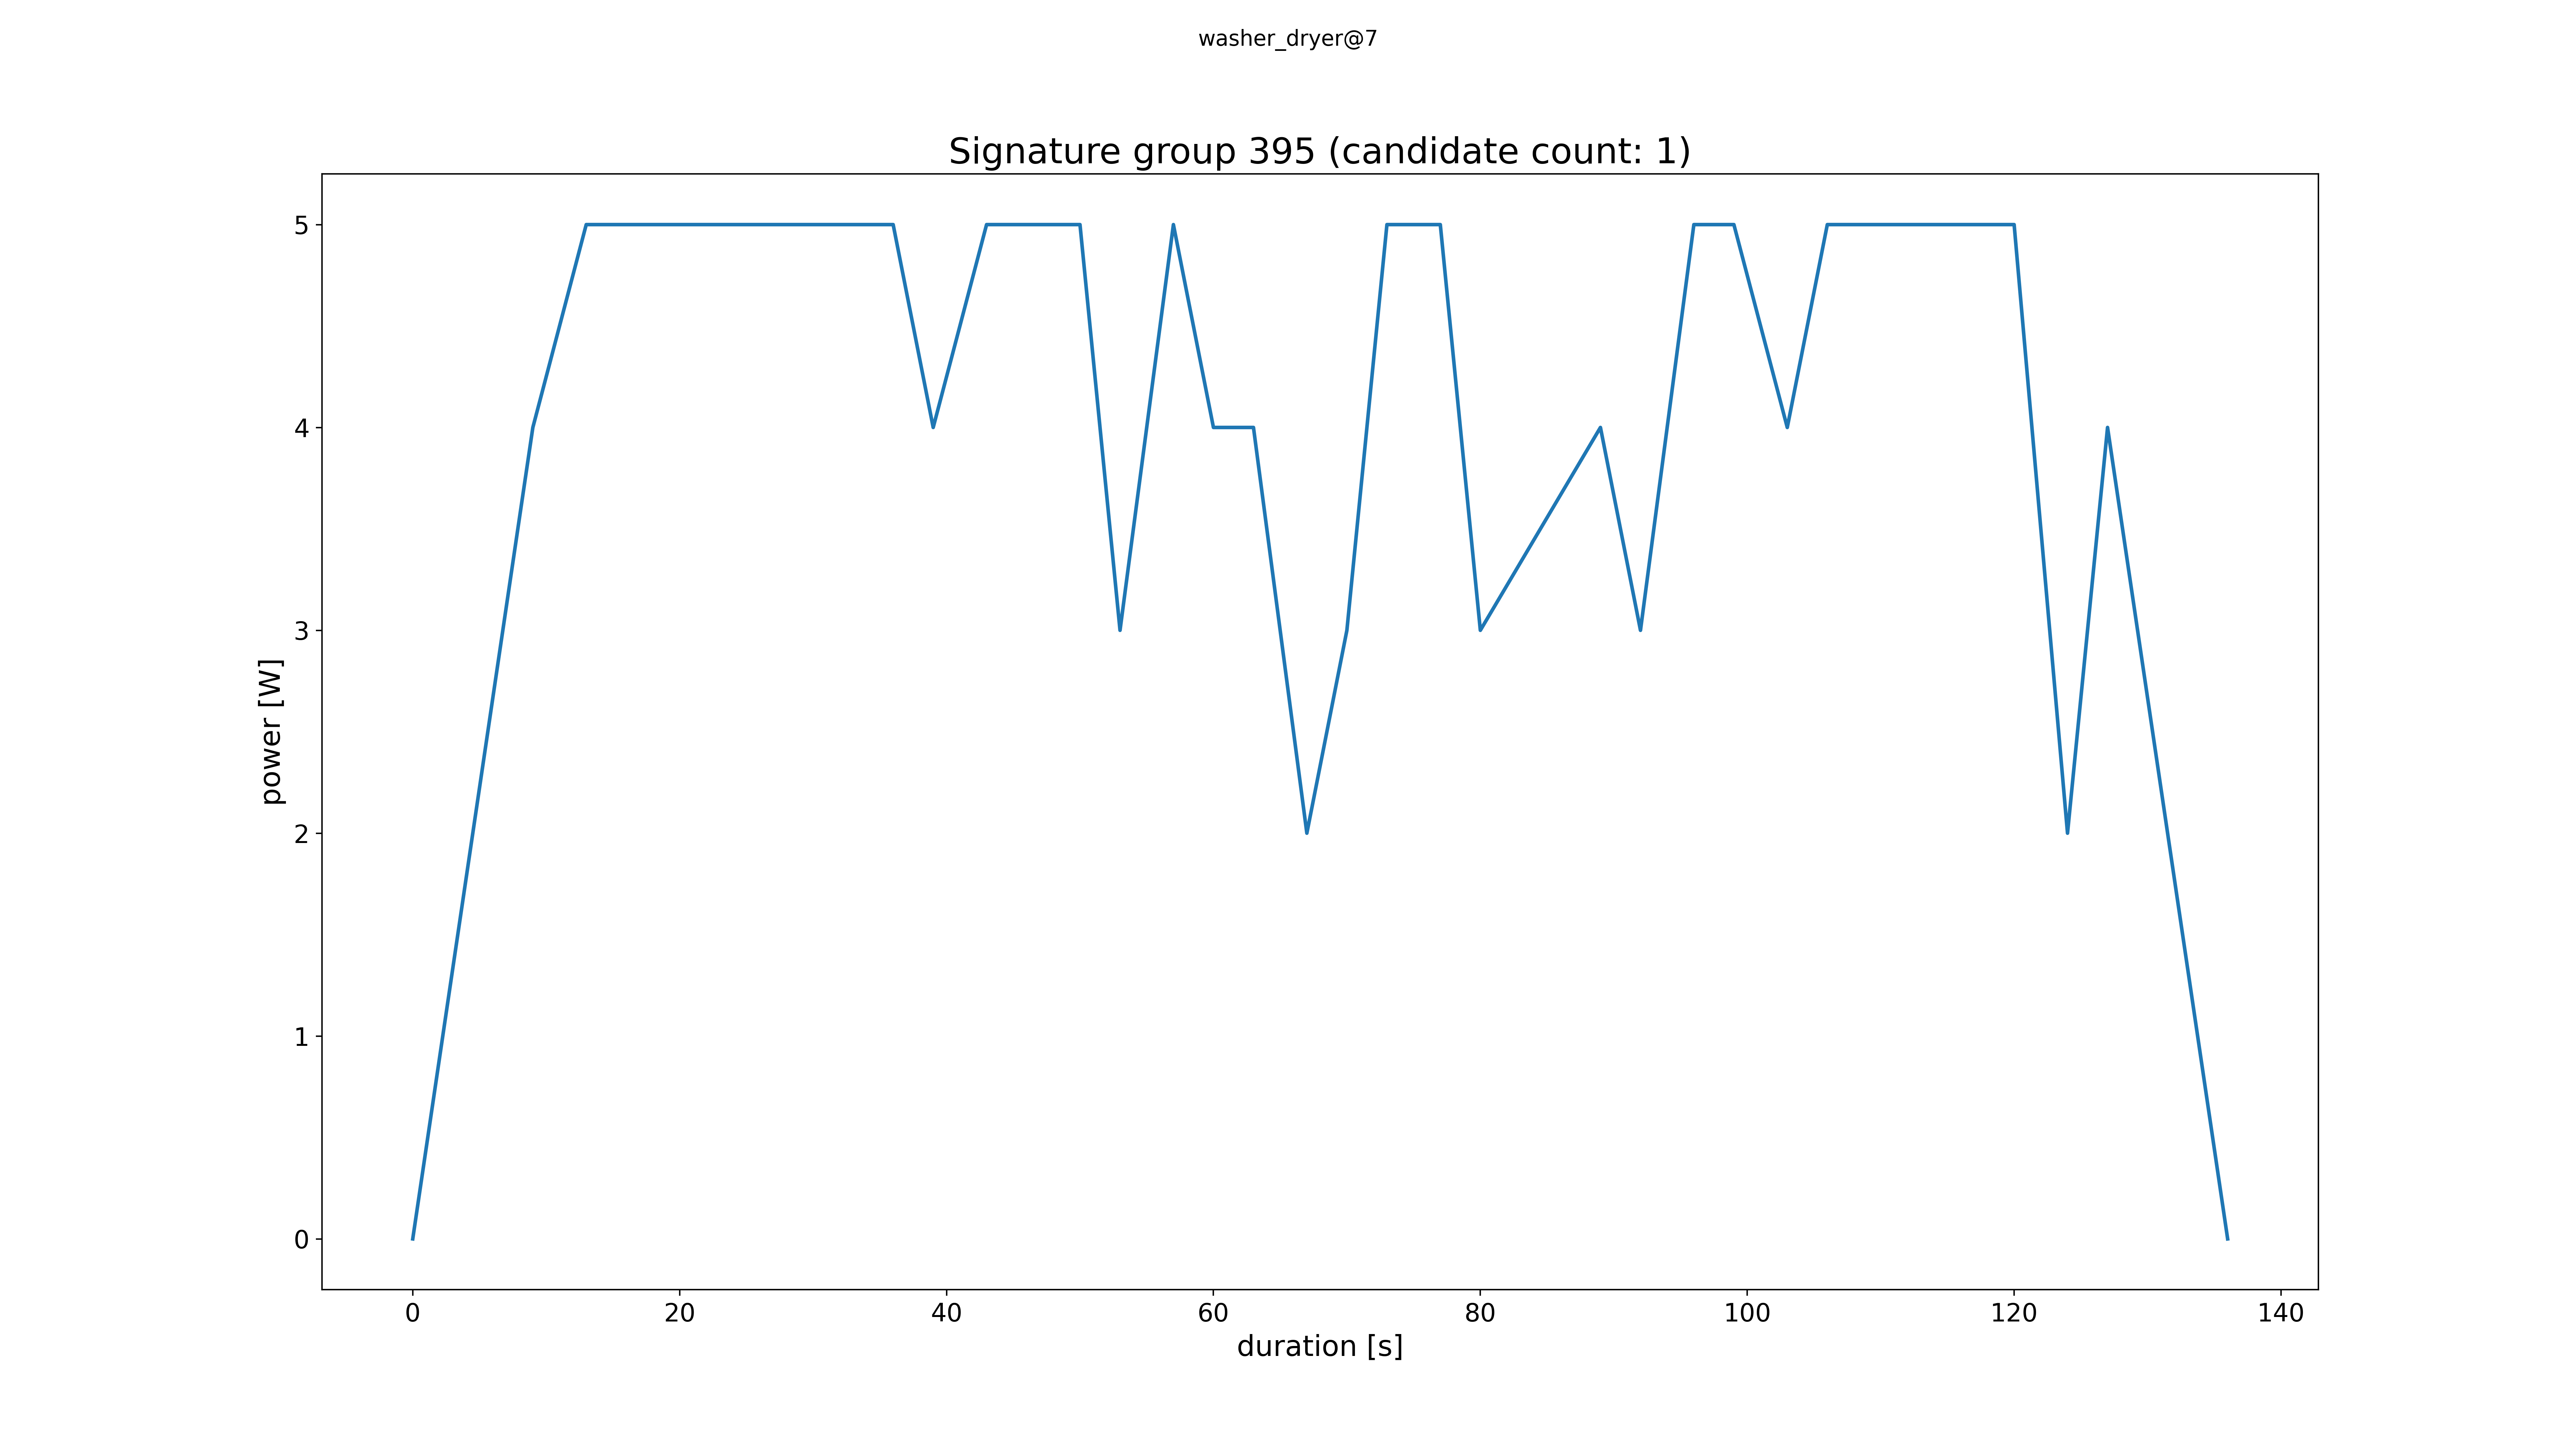 washer_dryer@7
Signature group 395 (candidate count: 1)
5
4
3
2
1
0
power [W]
0 20 40 60 80 100 120 140
duration [s]